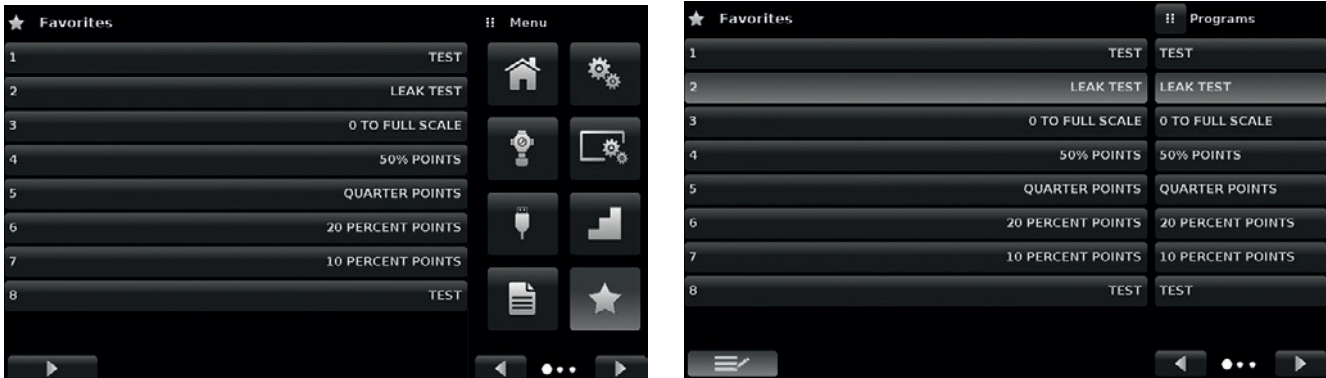 Favorites
Menu
1 TEST
2 LEAK TEST
3 0 TO FULL SCALE
4 50% POINTS
5 QUARTER POINTS
6 20 PERCENT POINTS
7 10 PERCENT POINTS
8 TEST
Favorites
Programs
1 TEST TEST
2 LEAK TEST LEAK TEST
3 0 TO FULL SCALE 0 TO FULL SCALE
4 50% POINTS 50% POINTS
5 QUARTER POINTS QUARTER POINTS
6 20 PERCENT POINTS 20 PERCENT POINTS
7 10 PERCENT POINTS 10 PERCENT POINTS
8 TEST TEST